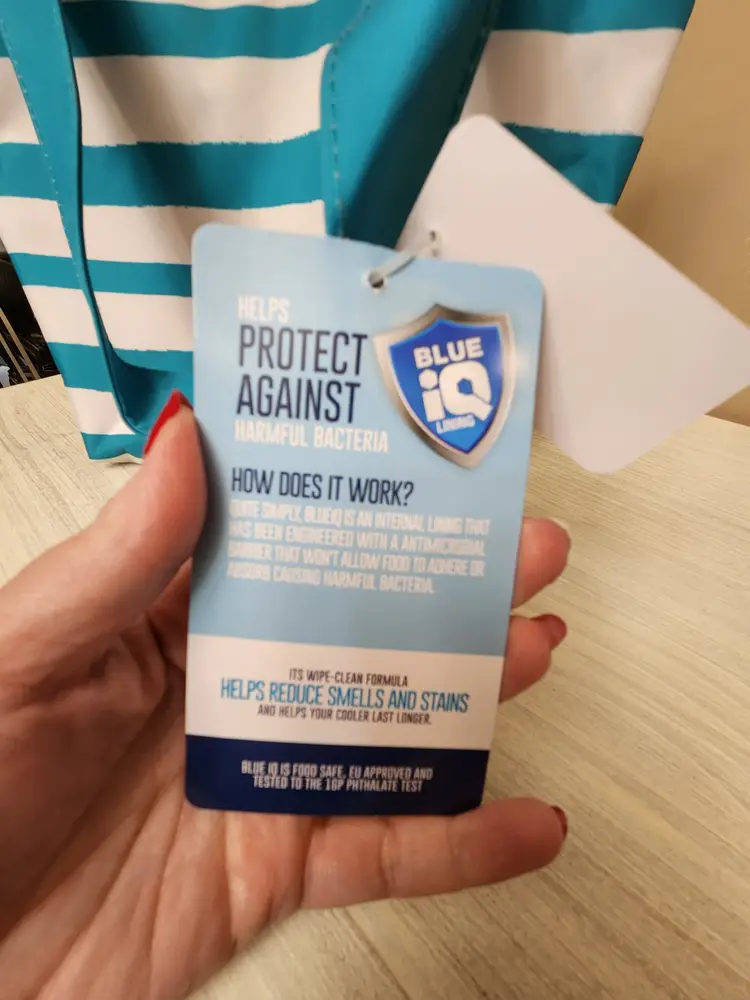 HELPS
PROTECT
AGAINST
HARMFUL BACTERIA
BLUE
iQ
LINING
HOW DOES IT WORK?
QUITE SIMPLY, BLUEIQ IS AN INTERNAL LINING THAT
HAS BEEN ENGINEERED WITH A ANTIMICROBIAL
BARRIER THAT WON'T ALLOW FOOD TO ADHERE OR
ABSORB CAUSING HARMFUL BACTERIA.
ITS WIPE-CLEAN FORMULA
HELPS REDUCE SMELLS AND STAINS
AND HELPS YOUR COOLER LAST LONGER.
BLUE IQ IS FOOD SAFE, EU APPROVED AND
TESTED TO THE 16P PHTHALATE TEST